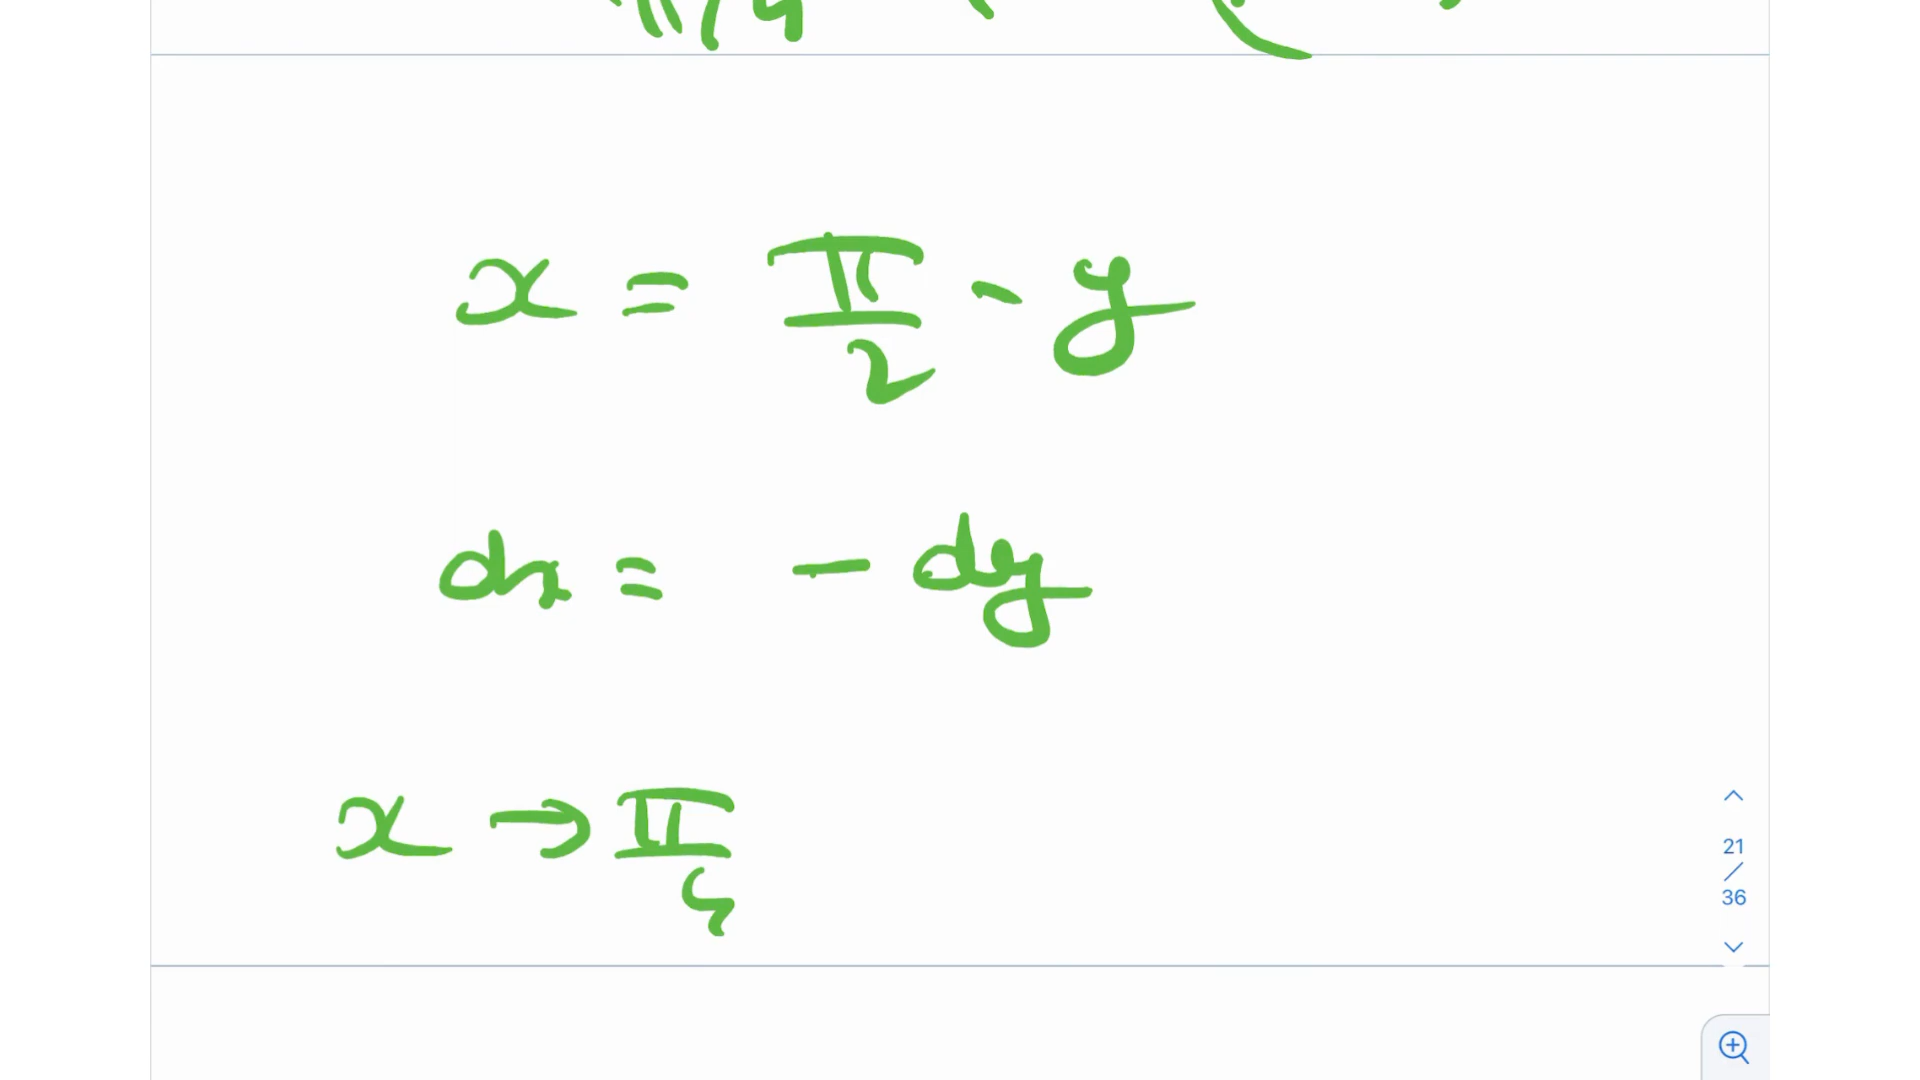 x = π/2 - y
dx = - dy
x → π/4
21
/
36